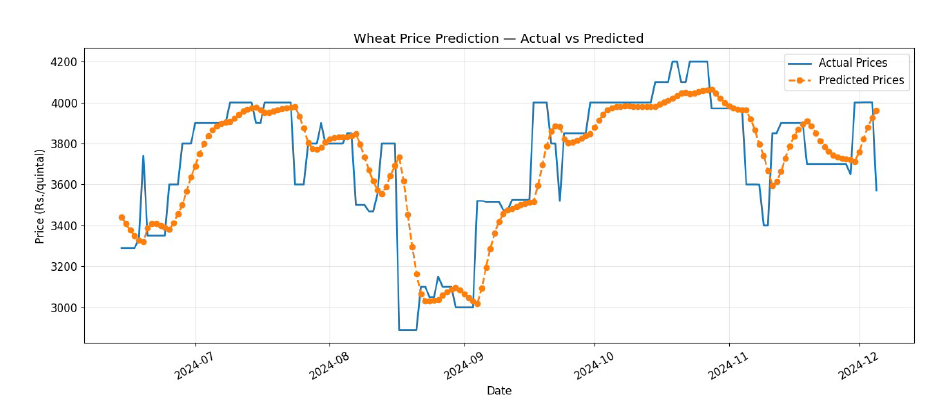 Wheat Price Prediction — Actual vs Predicted
Actual Prices
Predicted Prices
Price (Rs./quintal)
4200
4000
3800
3600
3400
3200
3000
2024-07
2024-08
2024-09
2024-10
2024-11
2024-12
Date